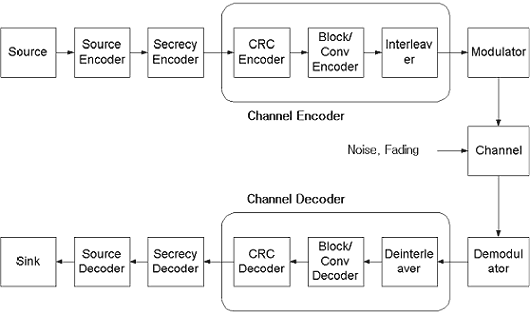 Source
Source
Encoder
Secrecy
Encoder
CRC
Encoder
Block/
Conv
Encoder
Interleav
er
Modulator
Channel Encoder
Noise, Fading
Channel
Channel Decoder
Sink
Source
Decoder
Secrecy
Decoder
CRC
Decoder
Block/
Conv
Decoder
Deinterle
aver
Demodul
ator